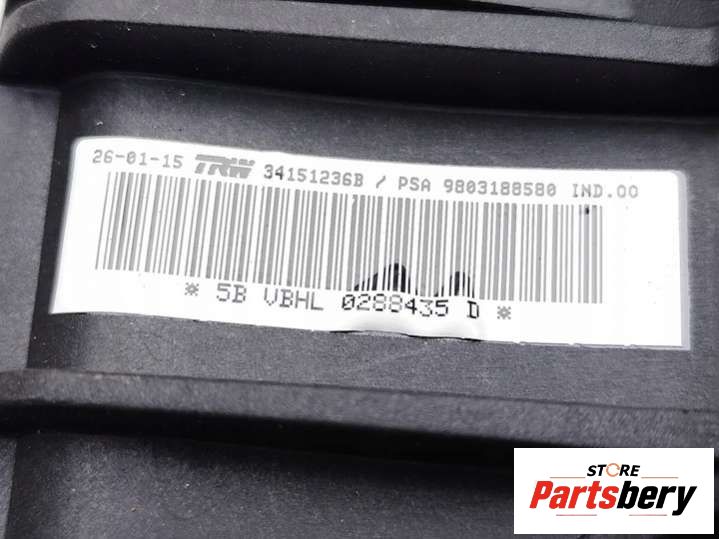 26-01-15 TRW 34151236B / PSA 9803188580 IND.00
* 5B VBHL 0288435 D *
STORE
Partsbery